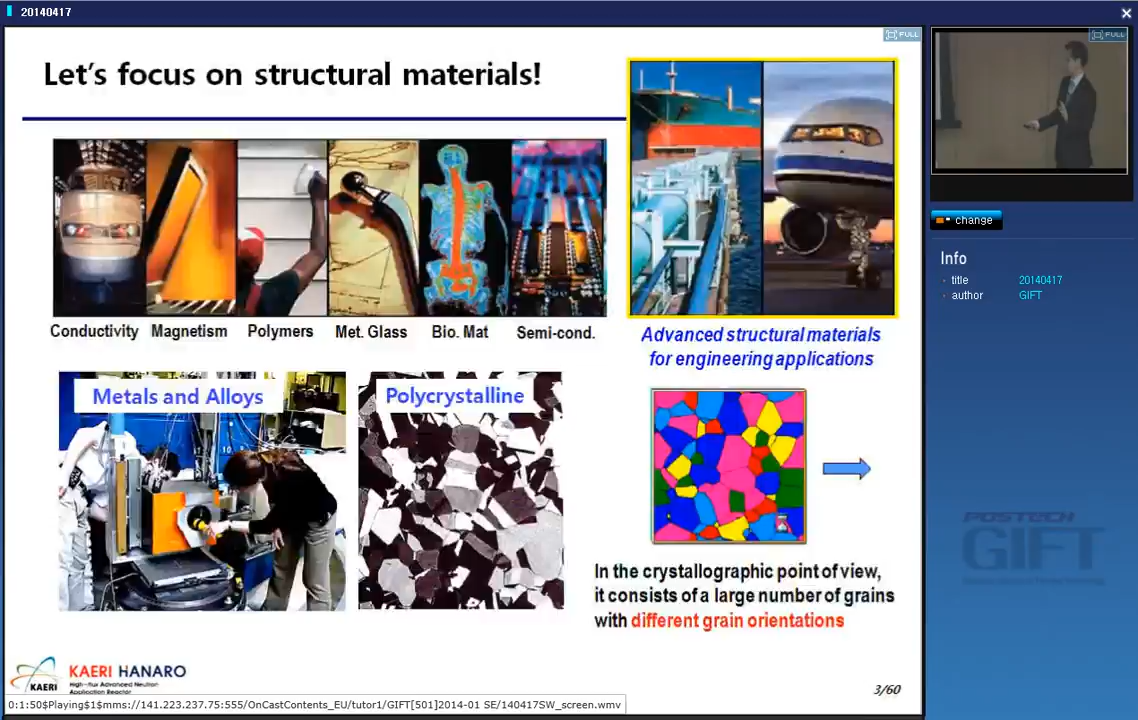 20140417
FULL
Let's focus on structural materials!
FULL
change
Conductivity Magnetism Polymers Met. Glass Bio. Mat Semi-cond.
Advanced structural materials
for engineering applications
Info
title 20140417
author GIFT
Metals and Alloys
Polycrystalline
In the crystallographic point of view,
it consists of a large number of grains
with different grain orientations
POSTECH
GIFT
KAERI
KAERI HANARO
High-flux Advanced Neutron
Application Reactor
3/60
0:1:50$Playing$1$mms://141.223.237.75:555/OnCastContents_EU/tutor1/GIFT[501]2014-01 SE/140417SW_screen.wmv